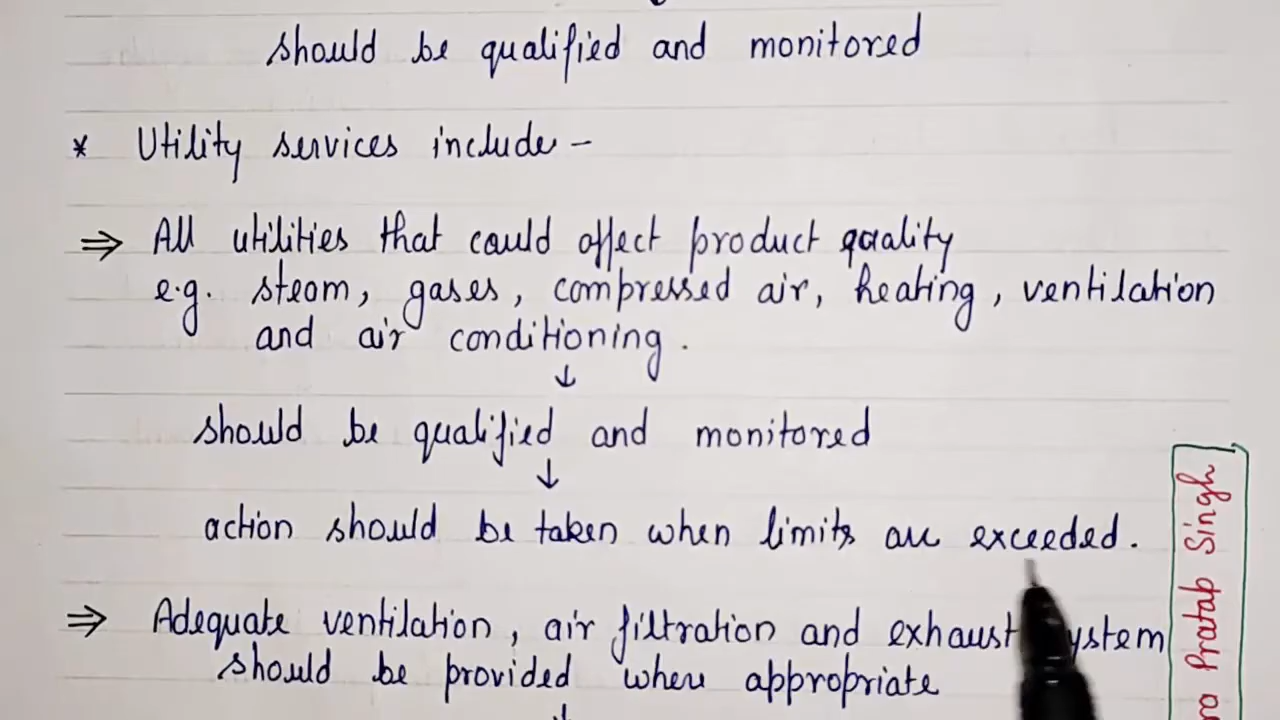 should be qualified and monitored
* Utility services include -
⇒ All utilities that could affect product quality
e.g. steam, gases, compressed air, heating, ventilation
and air conditioning.
↓
should be qualified and monitored
↓
action should be taken when limits are exceeded.
⇒ Adequate ventilation, air filtration and exhaust system
should be provided where appropriate
↓
Pratap Singh